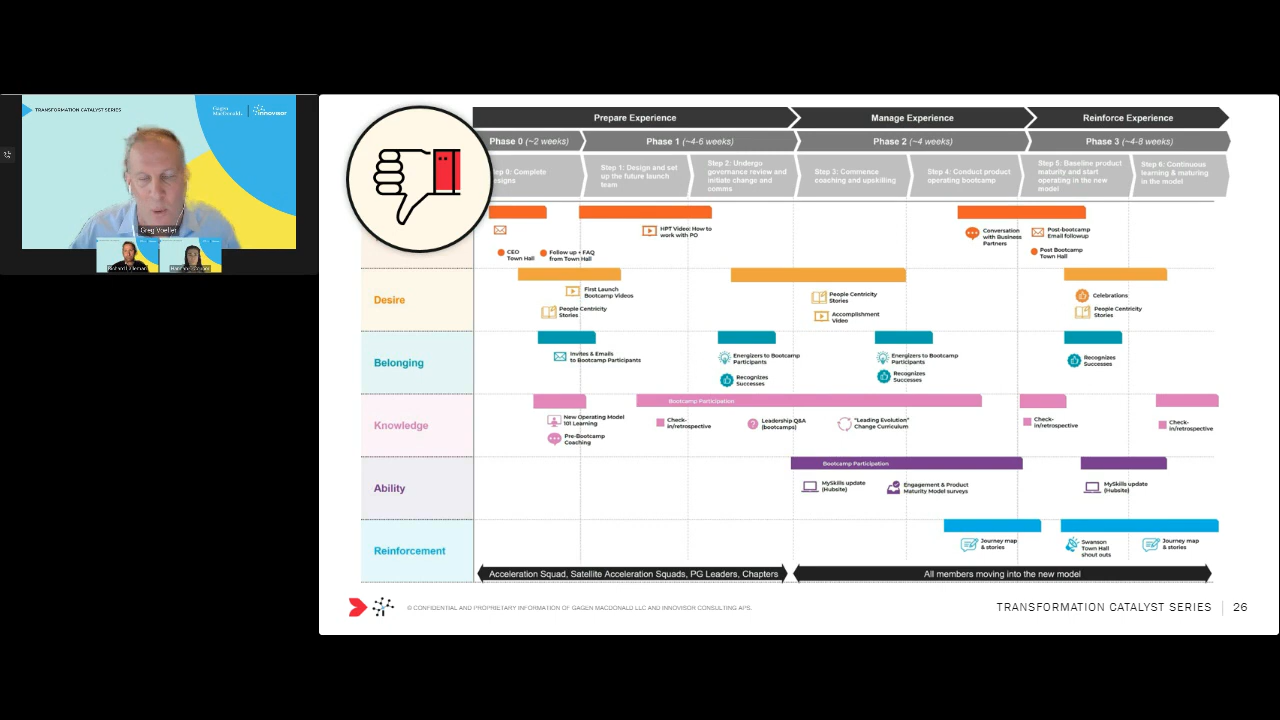 TRANSFORMATION CATALYST SERIES
Gagen
MacDonald
innovisor
Greg Voeller
Prepare Experience
Manage Experience
Reinforce Experience
Phase 0 (~2 weeks)
Phase 1 (~4-6 weeks)
Phase 2 (~4 weeks)
Phase 3 (~4-8 weeks)
0: Complete
Step 1: Design and set
up the future launch
team
Step 2: Undergo
governance review and
initiate change and
comms
Step 3: Commence
coaching and upskilling
Step 4: Conduct product
operating bootcamp
Step 5: Baseline product
maturity and start
operating in the new
model
Step 6: Continuous
learning & maturing
in the model
CEO
Town Hall
Follow up + FAQ
from Town Hall
HPT Video: How to
work with PO
Conversation
with Business
Partners
Post-bootcamp
Email followup
Post Bootcamp
Town Hall
Desire
First Launch
Bootcamp Videos
People Centricity
Stories
People Centricity
Stories
Accomplishment
Video
Celebrations
People Centricity
Stories
Belonging
Invites & Emails
to Bootcamp Participants
Energizers to Bootcamp
Participants
Recognizes
Successes
Energizers to Bootcamp
Participants
Recognizes
Successes
Recognizes
Successes
Knowledge
Bootcamp Participation
New Operating Model
101 Learning
Pre-Bootcamp
Coaching
Check-
in/retrospective
Leadership Q&A
(bootcamps)
"Leading Evolution"
Change Curriculum
Check-
in/retrospective
Check-
in/retrospective
Ability
Bootcamp Participation
MySkills update
(Hubsite)
Engagement & Product
Maturity Model surveys
MySkills update
(Hubsite)
Reinforcement
Journey map
& stories
Swanson
Town Hall
shout outs
Journey map
& stories
Acceleration Squad, Satellite Acceleration Squads, PG Leaders, Chapters
All members moving into the new model
© CONFIDENTIAL AND PROPRIETARY INFORMATION OF GAGEN MACDONALD LLC AND INNOVISOR CONSULTING APS.
TRANSFORMATION CATALYST SERIES
26